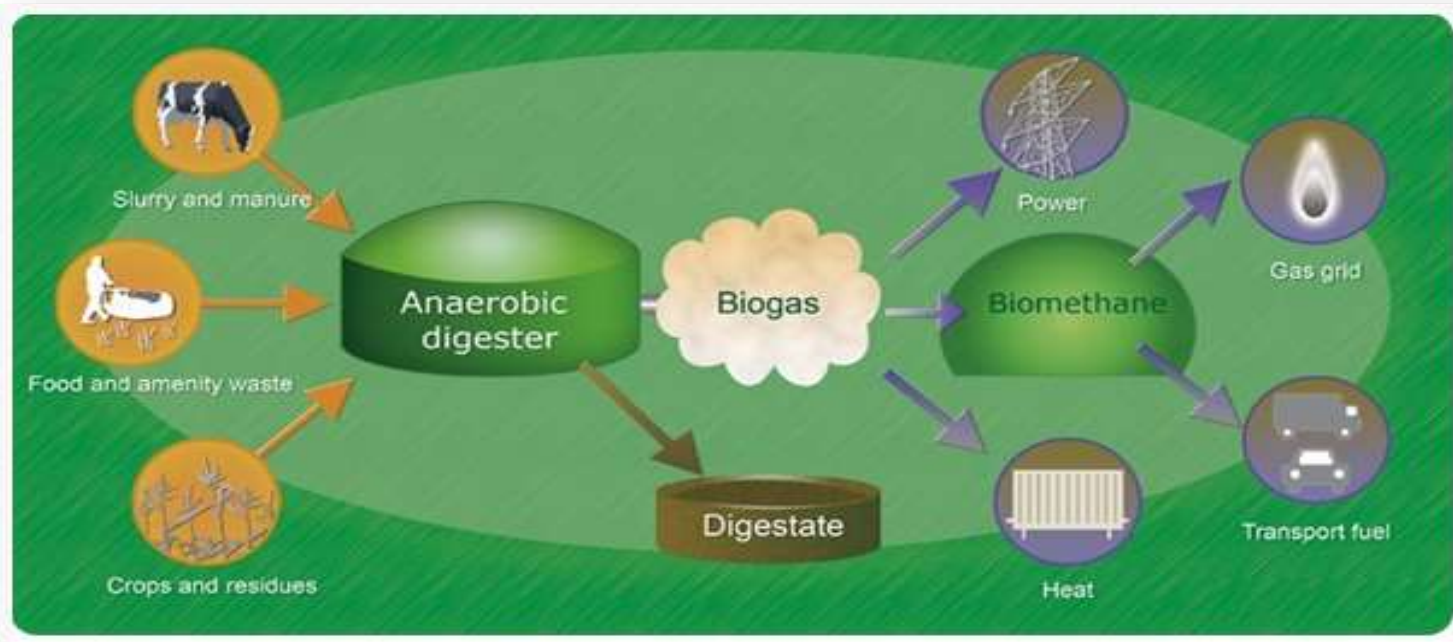 Slurry and manure
Food and amenity waste
Crops and residues
Anaerobic
digester
Biogas
Digestate
Power
Biomethane
Heat
Gas grid
Transport fuel